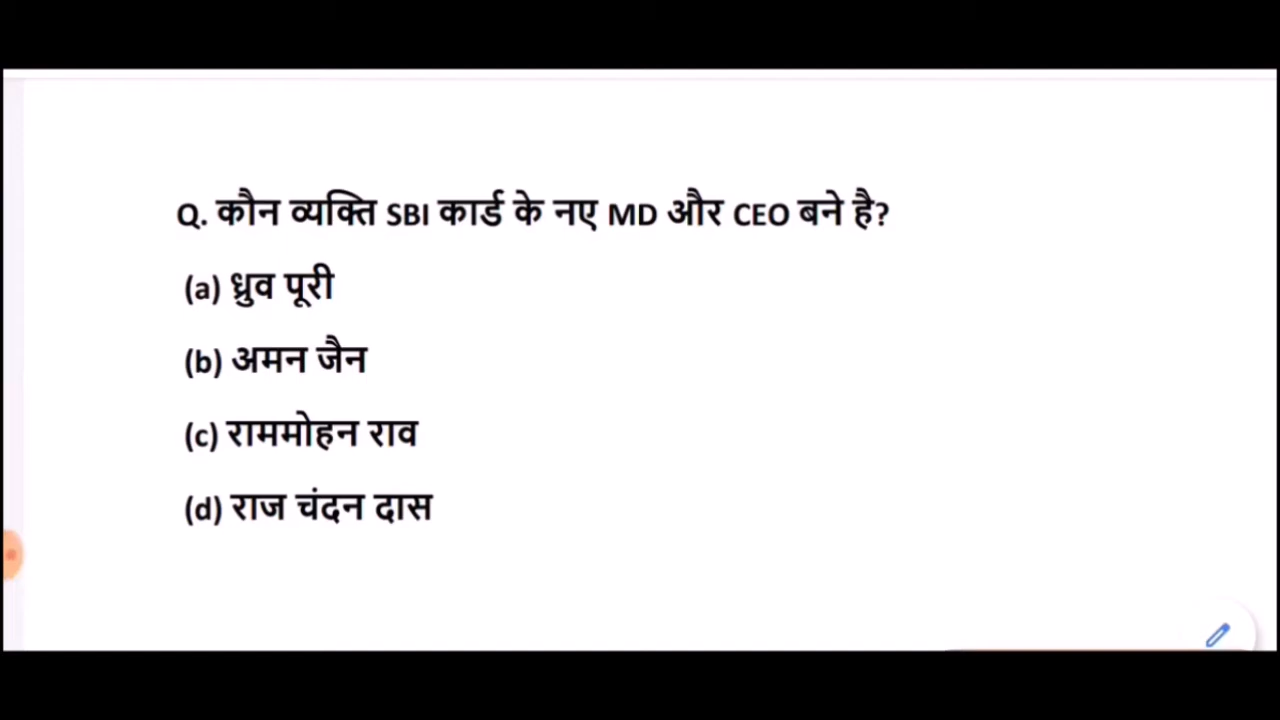 Q. कौन व्यक्ति SBI कार्ड के नए MD और CEO बने है?
(a) ध्रुव पूरी
(b) अमन जैन
(c) राममोहन राव
(d) राज चंदन दास